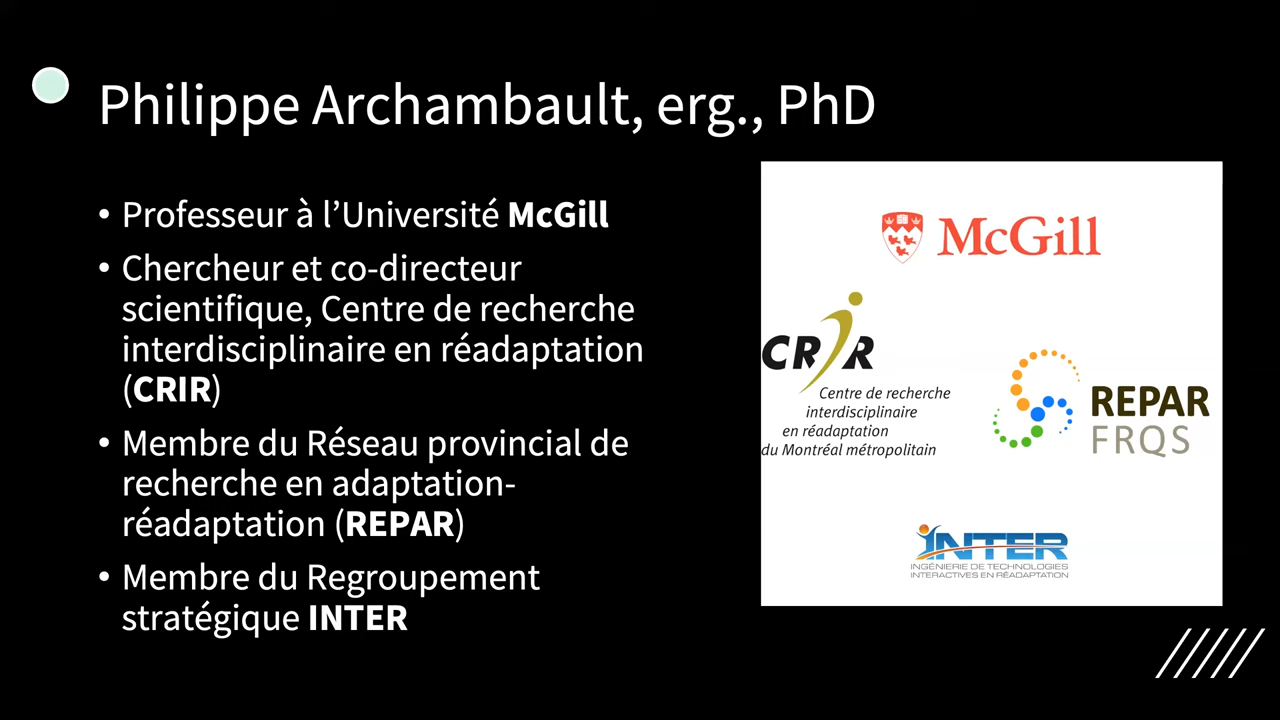 Philippe Archambault, erg., PhD
• Professeur à l’Université McGill
• Chercheur et co-directeur
scientifique, Centre de recherche
interdisciplinaire en réadaptation
(CRIR)
• Membre du Réseau provincial de
recherche en adaptation-
réadaptation (REPAR)
• Membre du Regroupement
stratégique INTER
McGill
CRIR
Centre de recherche
interdisciplinaire
en réadaptation
du Montréal métropolitain
REPAR
FRQS
INTER
INGÉNIERIE DE TECHNOLOGIES
INTERACTIVES EN RÉADAPTATION